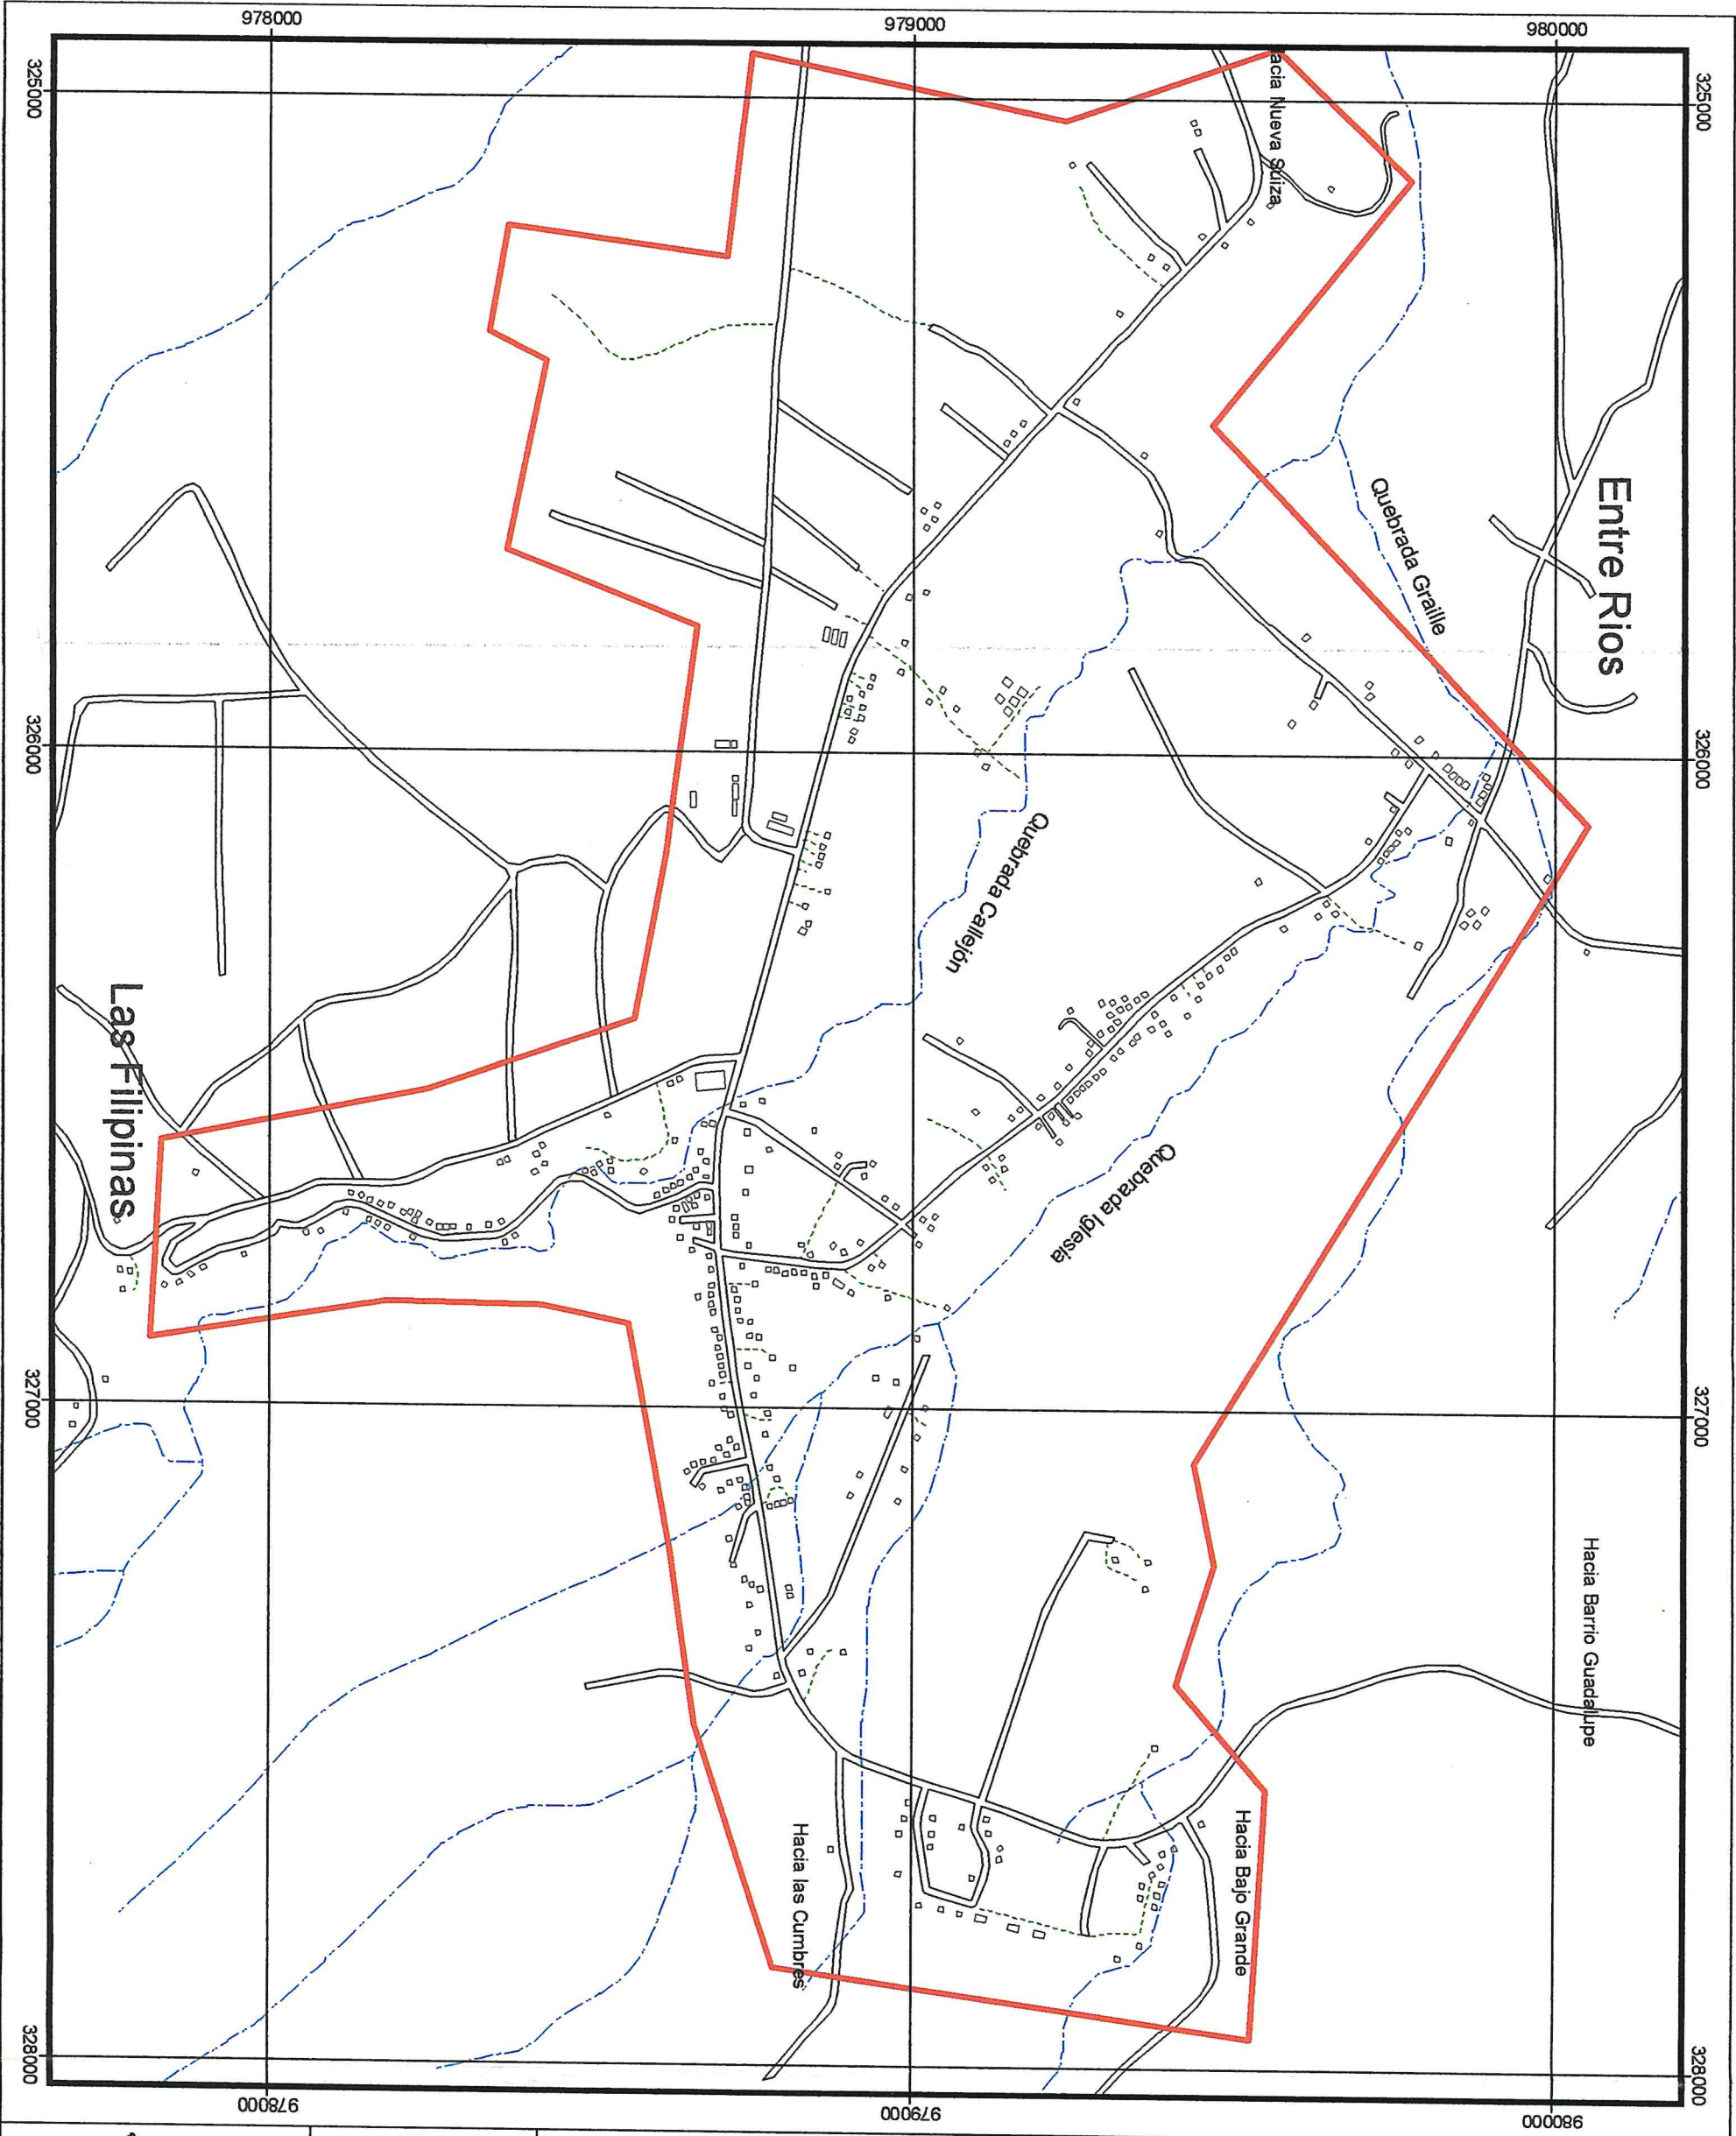 978000
979000
980000
325000
325000
acia Nueva Suiza
Entre Rios
Quebrada Graille
326000
326000
Quebrada Callejón
Las Filipinas
Quebrada Iglesia
327000
327000
Hacia Barrio Guadalupe
Hacia las Cumbres
Hacia Bajo Grande
328000
328000
978000
979000
980000